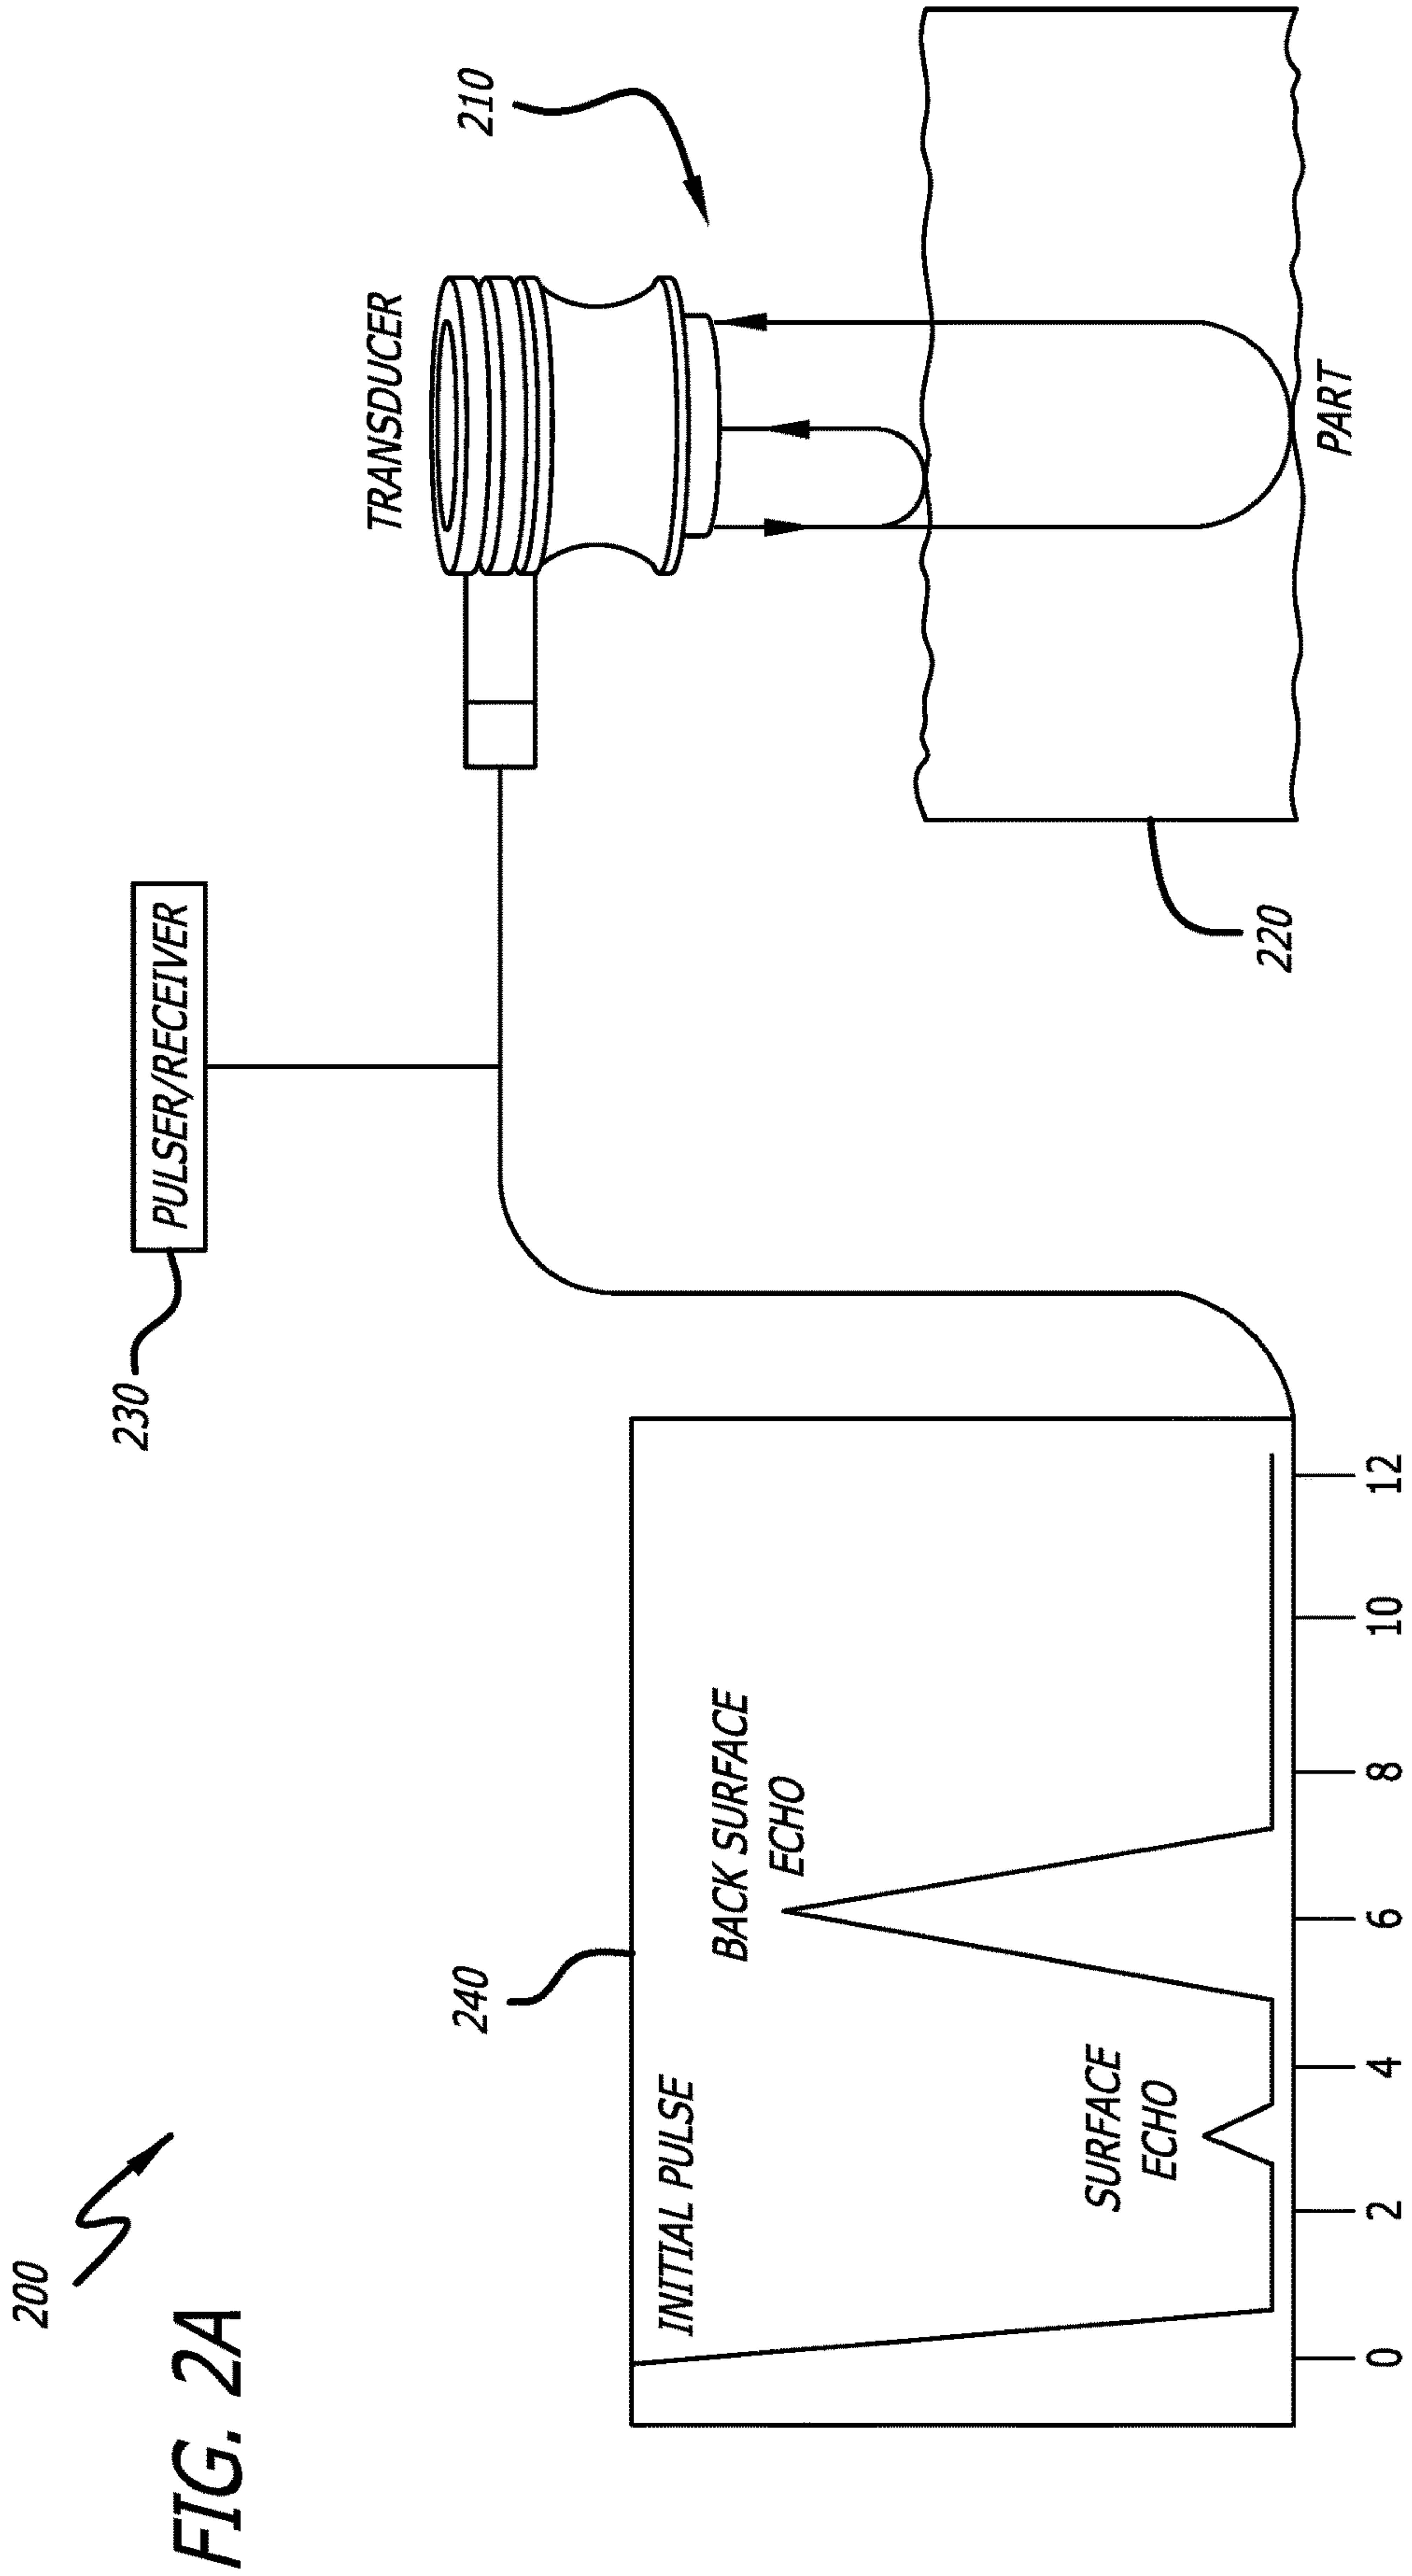 FIG. 2A
200
230
PULSER/RECEIVER
TRANSDUCER
210
240
INITIAL PULSE
BACK SURFACE
ECHO
SURFACE
ECHO
220
PART
0 2 4 6 8 10 12